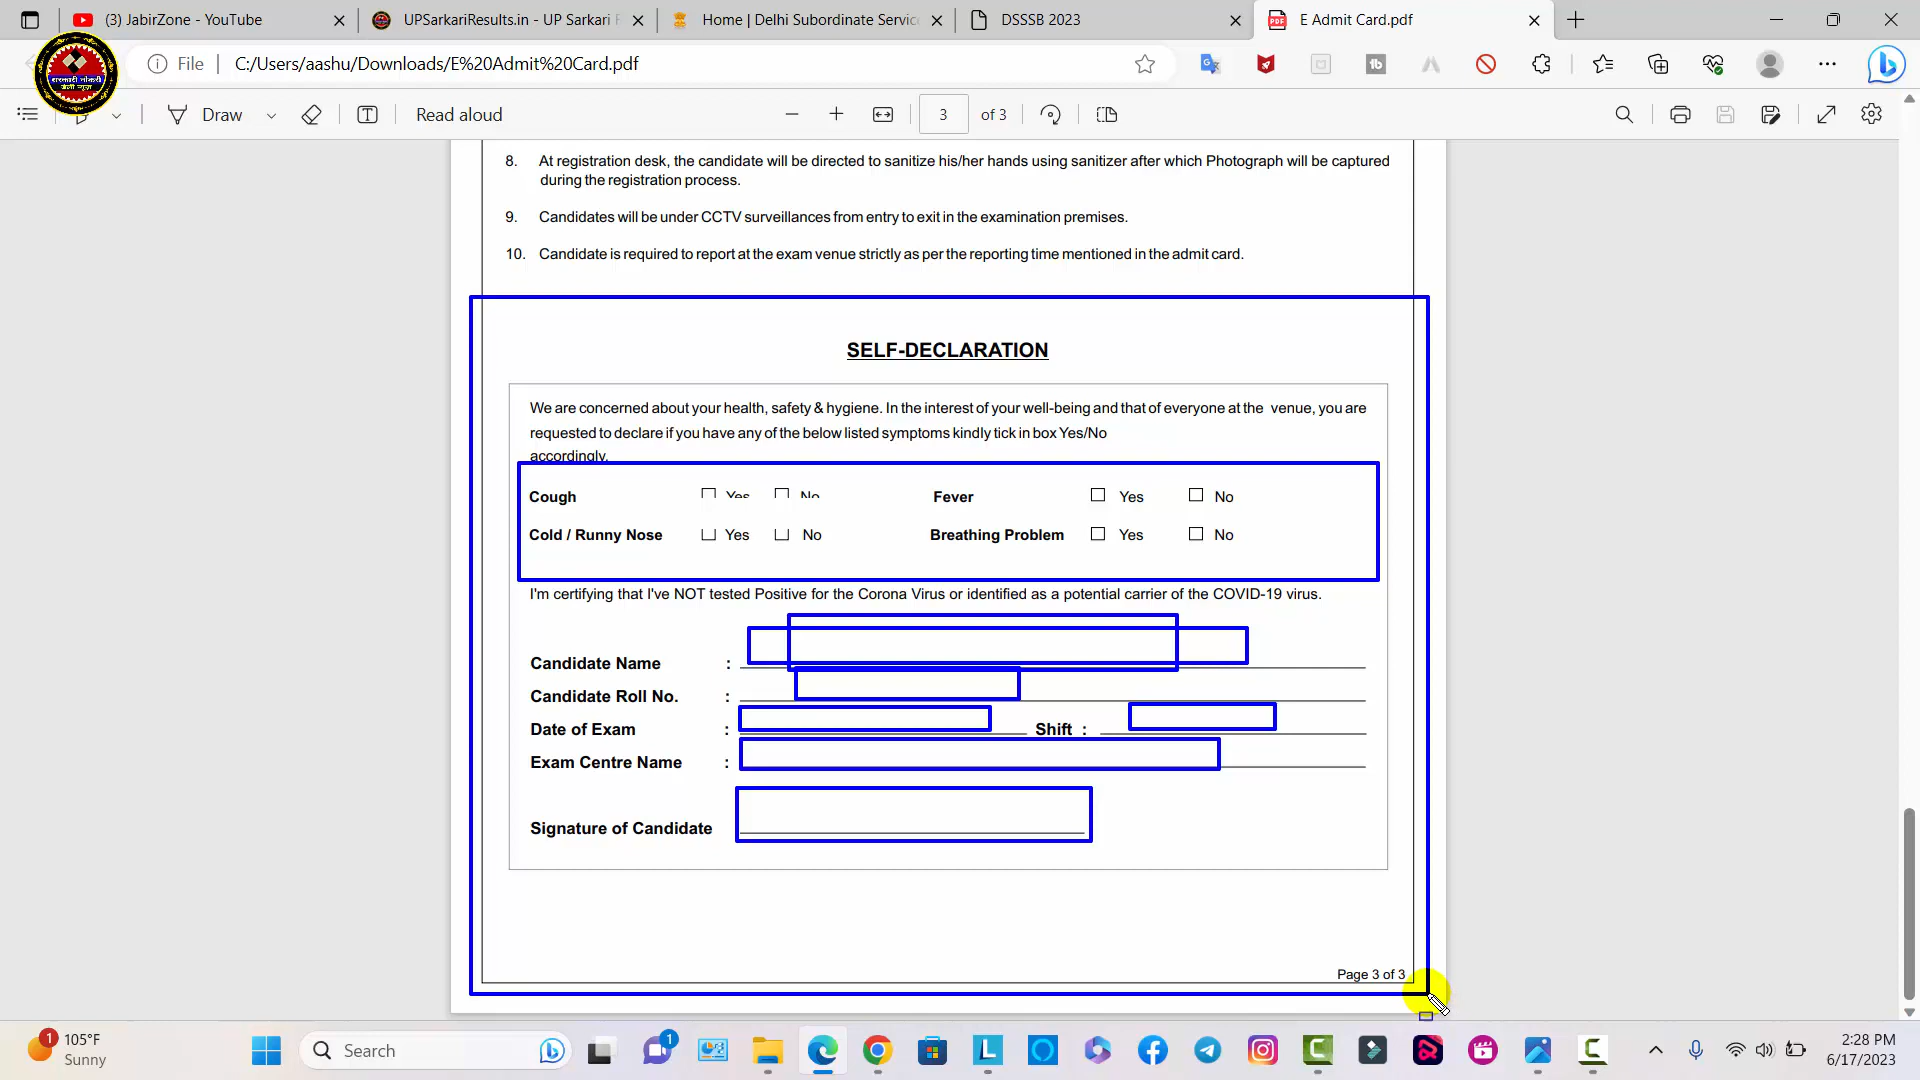 (3) JabirZone - YouTube
UPSarkariResults.in - UP Sarkari
Home | Delhi Subordinate Servic
DSSSB 2023
E Admit Card.pdf
सरकारी नौकरी
File
C:/Users/aashu/Downloads/E%20Admit%20Card.pdf
Draw
Read aloud
3
of 3
8. At registration desk, the candidate will be directed to sanitize his/her hands using sanitizer after which Photograph will be captured
during the registration process.
9. Candidates will be under CCTV surveillances from entry to exit in the examination premises.
10. Candidate is required to report at the exam venue strictly as per the reporting time mentioned in the admit card.
SELF-DECLARATION
We are concerned about your health, safety & hygiene. In the interest of your well-being and that of everyone at the venue, you are
requested to declare if you have any of the below listed symptoms kindly tick in box Yes/No
accordingly.
Cough Yes No Fever Yes No
Cold / Runny Nose Yes No Breathing Problem Yes No
I'm certifying that I've NOT tested Positive for the Corona Virus or identified as a potential carrier of the COVID-19 virus.
Candidate Name :
Candidate Roll No. :
Date of Exam : Shift :
Exam Centre Name :
Signature of Candidate
Page 3 of 3
1
105°F
Sunny
Search
1
2:28 PM
6/17/2023